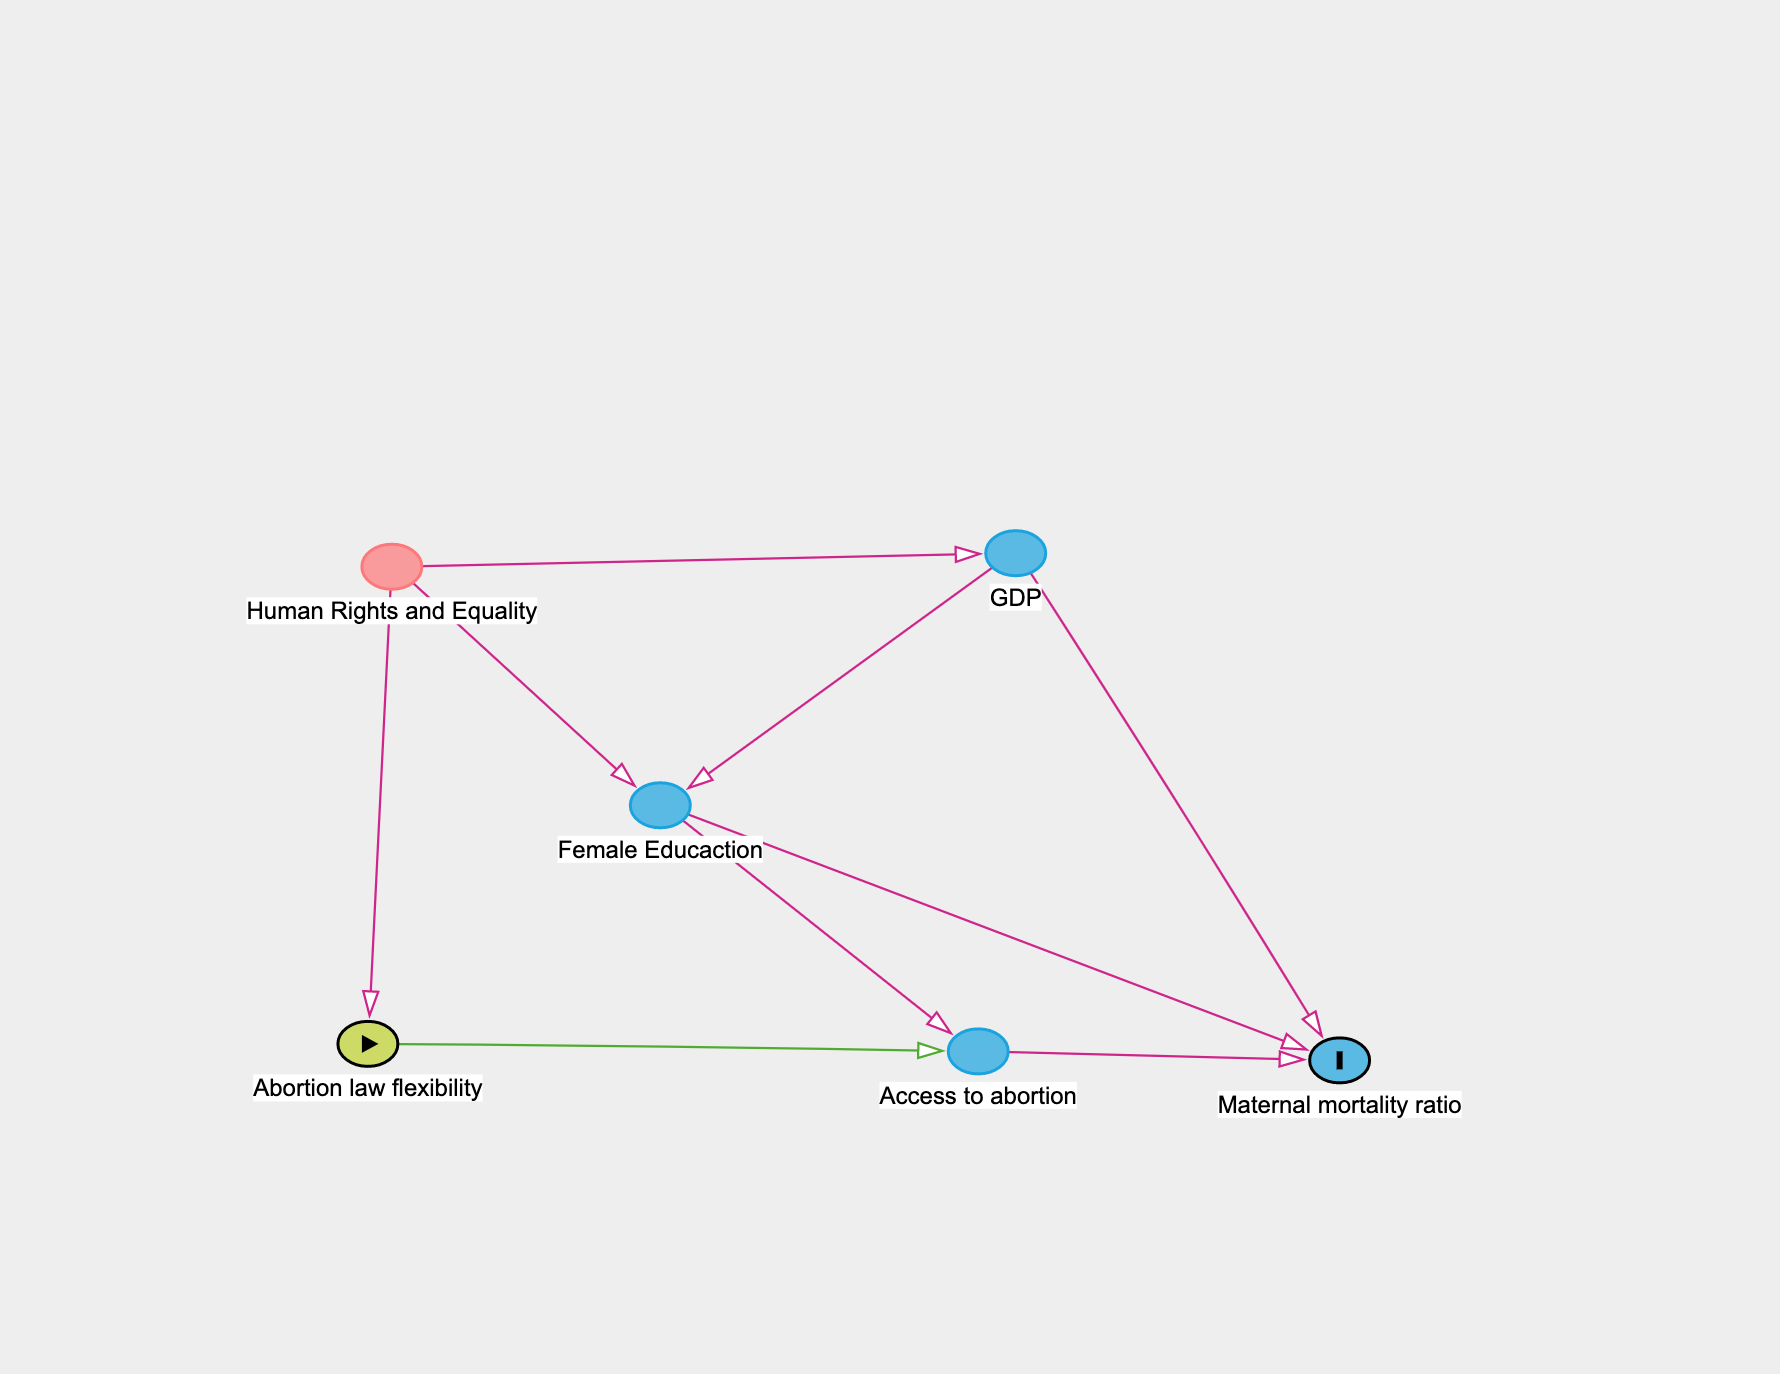 Human Rights and Equality
GDP
Female Educaction
Abortion law flexibility
Access to abortion
Maternal mortality ratio